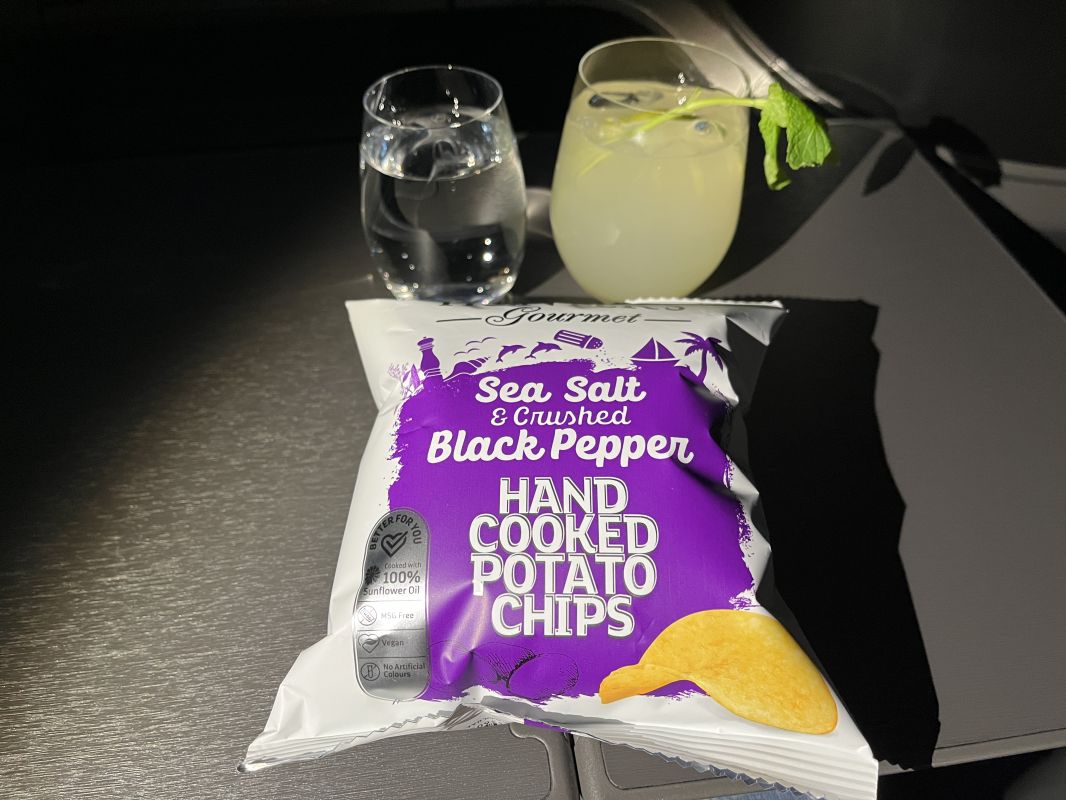 Gourmet
Sea Salt
& Crushed
Black Pepper
HAND
COOKED
POTATO
CHIPS
BETTER FOR YOU
Cooked with
100%
Sunflower Oil
MSG Free
Vegan
No Artificial
Colours